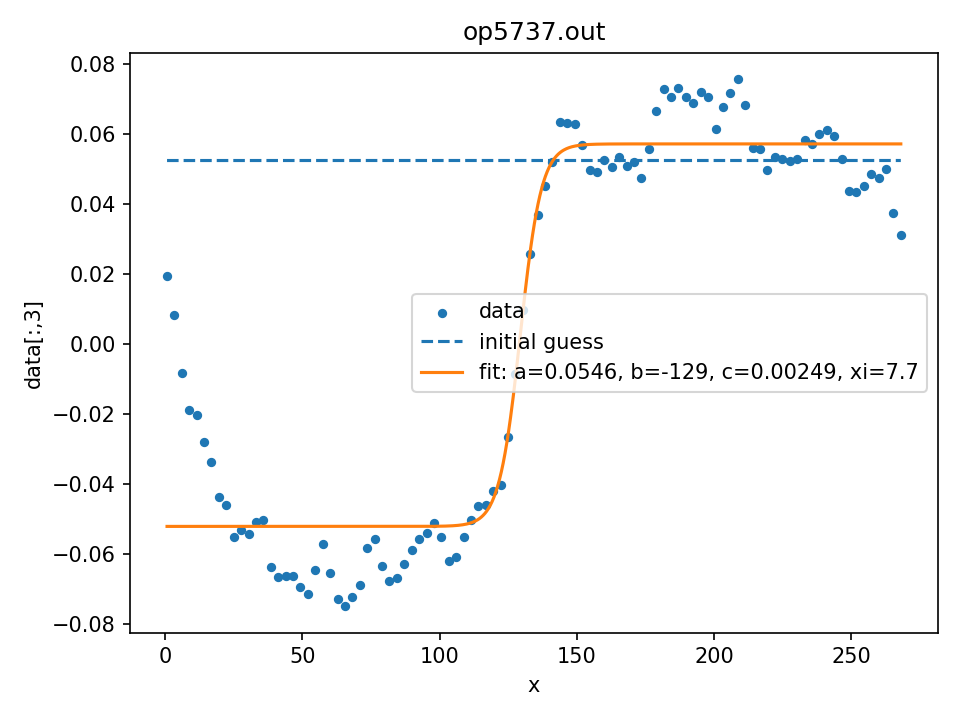 op5737.out
0.08
0.06
0.04
0.02
0.00
−0.02
−0.04
−0.06
−0.08
data[:,3]
data
initial guess
fit: a=0.0546, b=-129, c=0.00249, xi=7.7
0 50 100 150 200 250
x